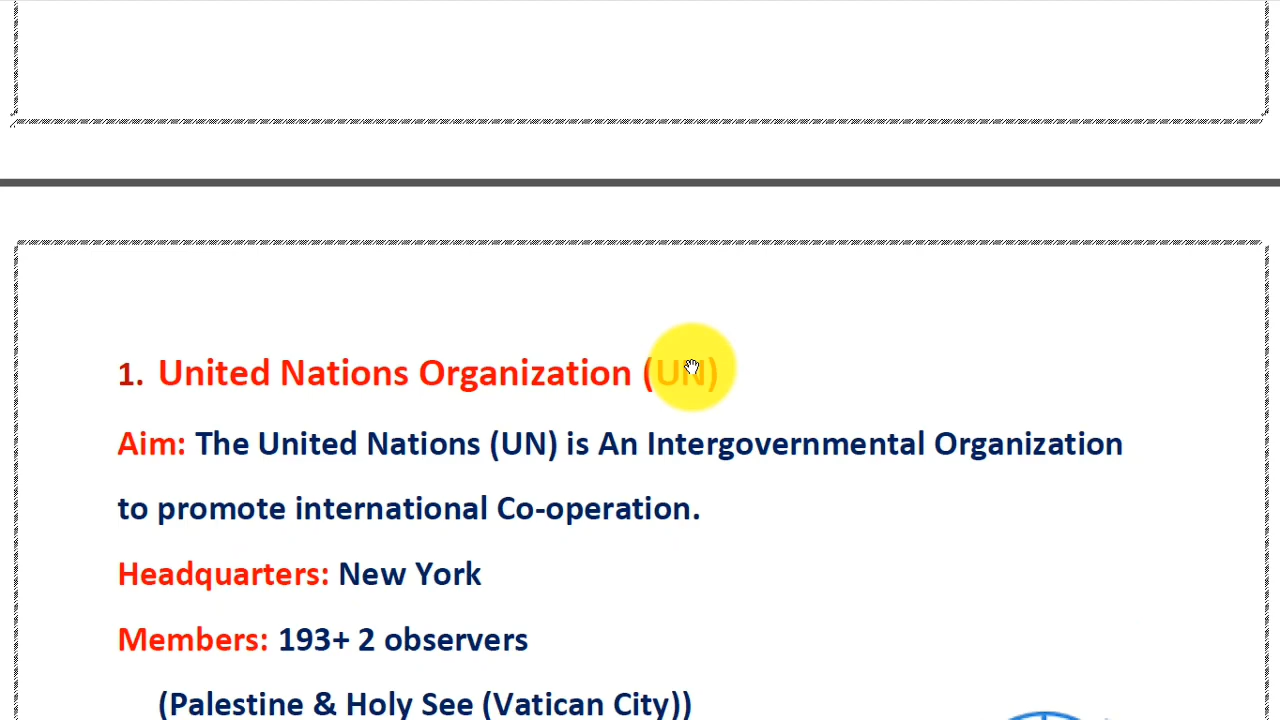 1. United Nations Organization (UN)
Aim: The United Nations (UN) is An Intergovernmental Organization
to promote international Co-operation.
Headquarters: New York
Members: 193+ 2 observers
(Palestine & Holy See (Vatican City))